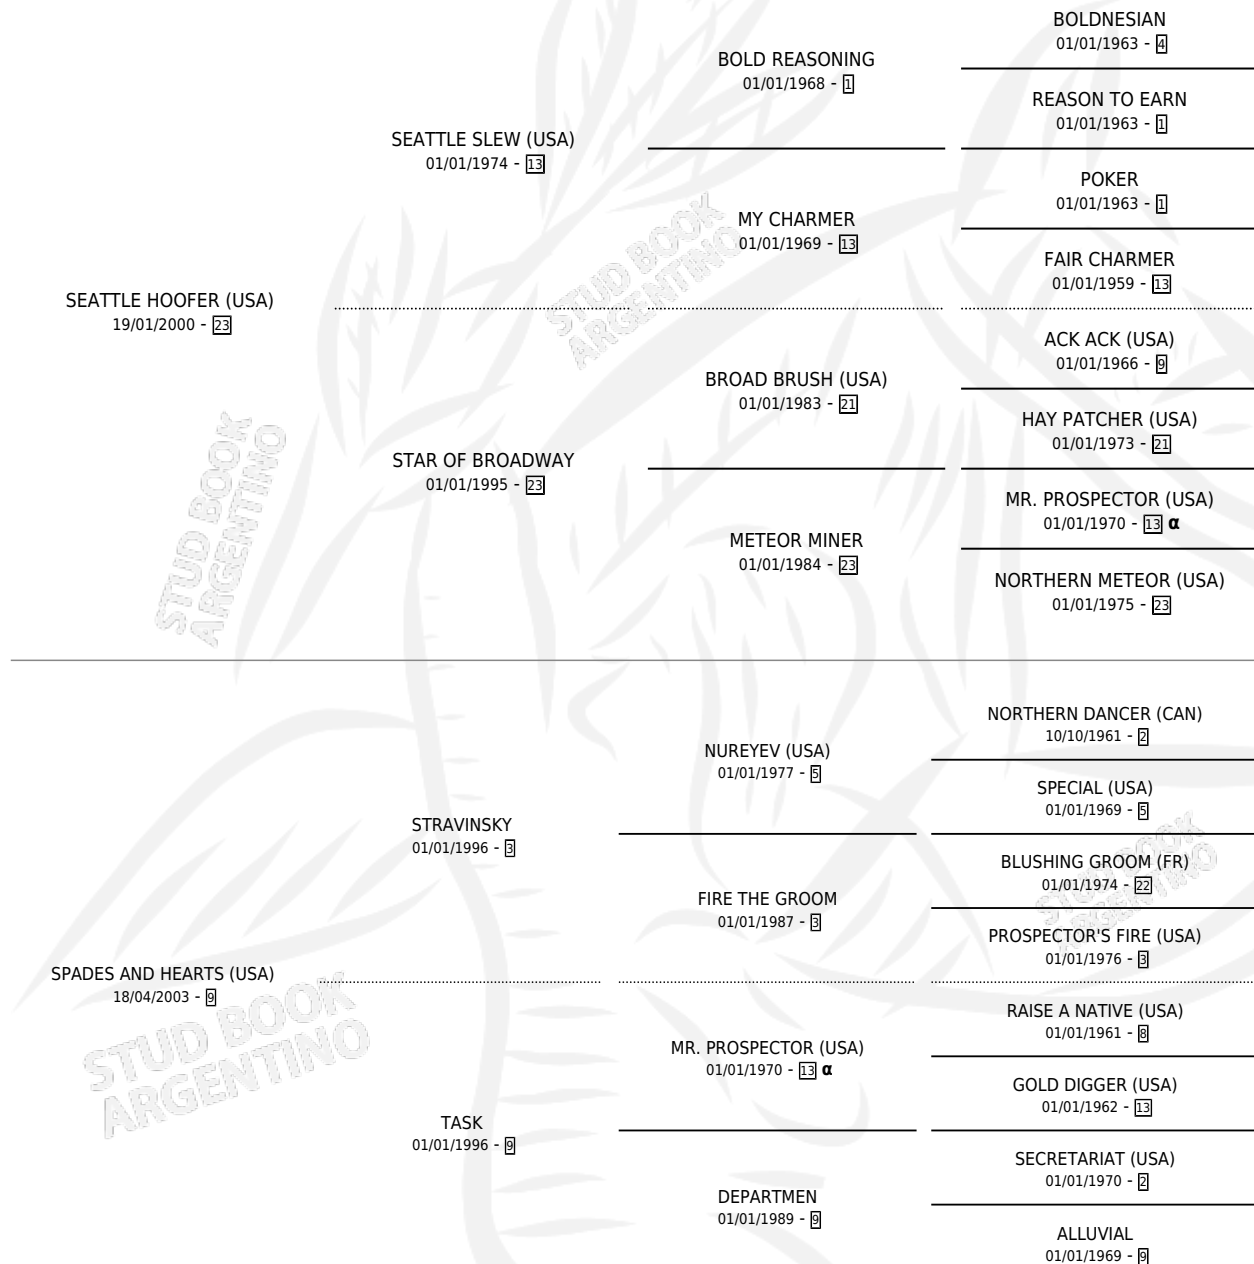 SEATTLE HOOFER (USA)
19/01/2000 - 23
SEATTLE SLEW (USA)
01/01/1974 - 13
BOLD REASONING
01/01/1968 - 1
BOLDNESIAN
01/01/1963 - 4
REASON TO EARN
01/01/1963 - 1
MY CHARMER
01/01/1969 - 13
POKER
01/01/1963 - 1
FAIR CHARMER
01/01/1959 - 13
STAR OF BROADWAY
01/01/1995 - 23
BROAD BRUSH (USA)
01/01/1983 - 21
ACK ACK (USA)
01/01/1966 - 9
HAY PATCHER (USA)
01/01/1973 - 21
METEOR MINER
01/01/1984 - 23
MR. PROSPECTOR (USA)
01/01/1970 - 13 α
NORTHERN METEOR (USA)
01/01/1975 - 23
SPADES AND HEARTS (USA)
18/04/2003 - 9
STRAVINSKY
01/01/1996 - 3
NUREYEV (USA)
01/01/1977 - 5
NORTHERN DANCER (CAN)
10/10/1961 - 2
SPECIAL (USA)
01/01/1969 - 5
FIRE THE GROOM
01/01/1987 - 3
BLUSHING GROOM (FR)
01/01/1974 - 22
PROSPECTOR'S FIRE (USA)
01/01/1976 - 3
TASK
01/01/1996 - 9
MR. PROSPECTOR (USA)
01/01/1970 - 13 α
RAISE A NATIVE (USA)
01/01/1961 - 8
GOLD DIGGER (USA)
01/01/1962 - 13
DEPARTMEN
01/01/1989 - 9
SECRETARIAT (USA)
01/01/1970 - 2
ALLUVIAL
01/01/1969 - 9
STUD BOOK
ARGENTINO
STUD BOOK
ARGENTINO
STUD BOOK
ARGENTINO
STUD BOOK
ARGENTINO